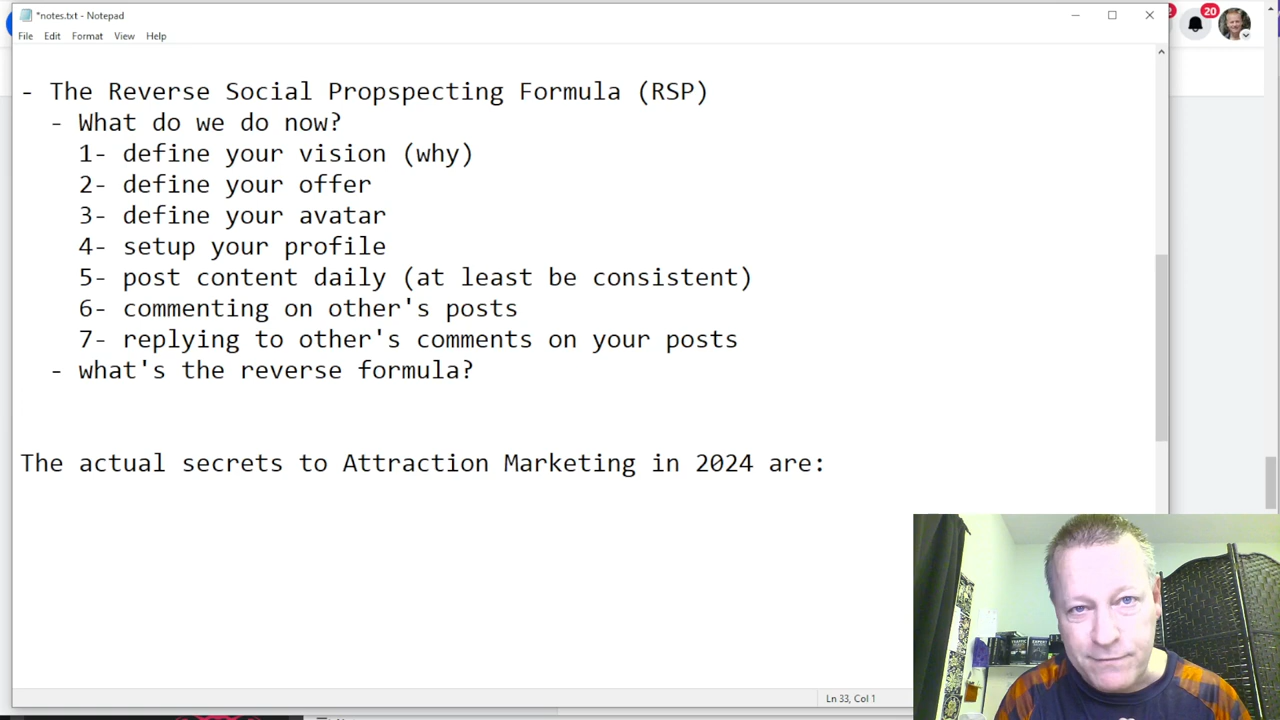 *notes.txt - Notepad
20
File Edit Format View Help
- The Reverse Social Propspecting Formula (RSP)
- What do we do now?
1- define your vision (why)
2- define your offer
3- define your avatar
4- setup your profile
5- post content daily (at least be consistent)
6- commenting on other's posts
7- replying to other's comments on your posts
- what's the reverse formula?
The actual secrets to Attraction Marketing in 2024 are:
TRAFFIC EXPERT
Ln 33, Col 1